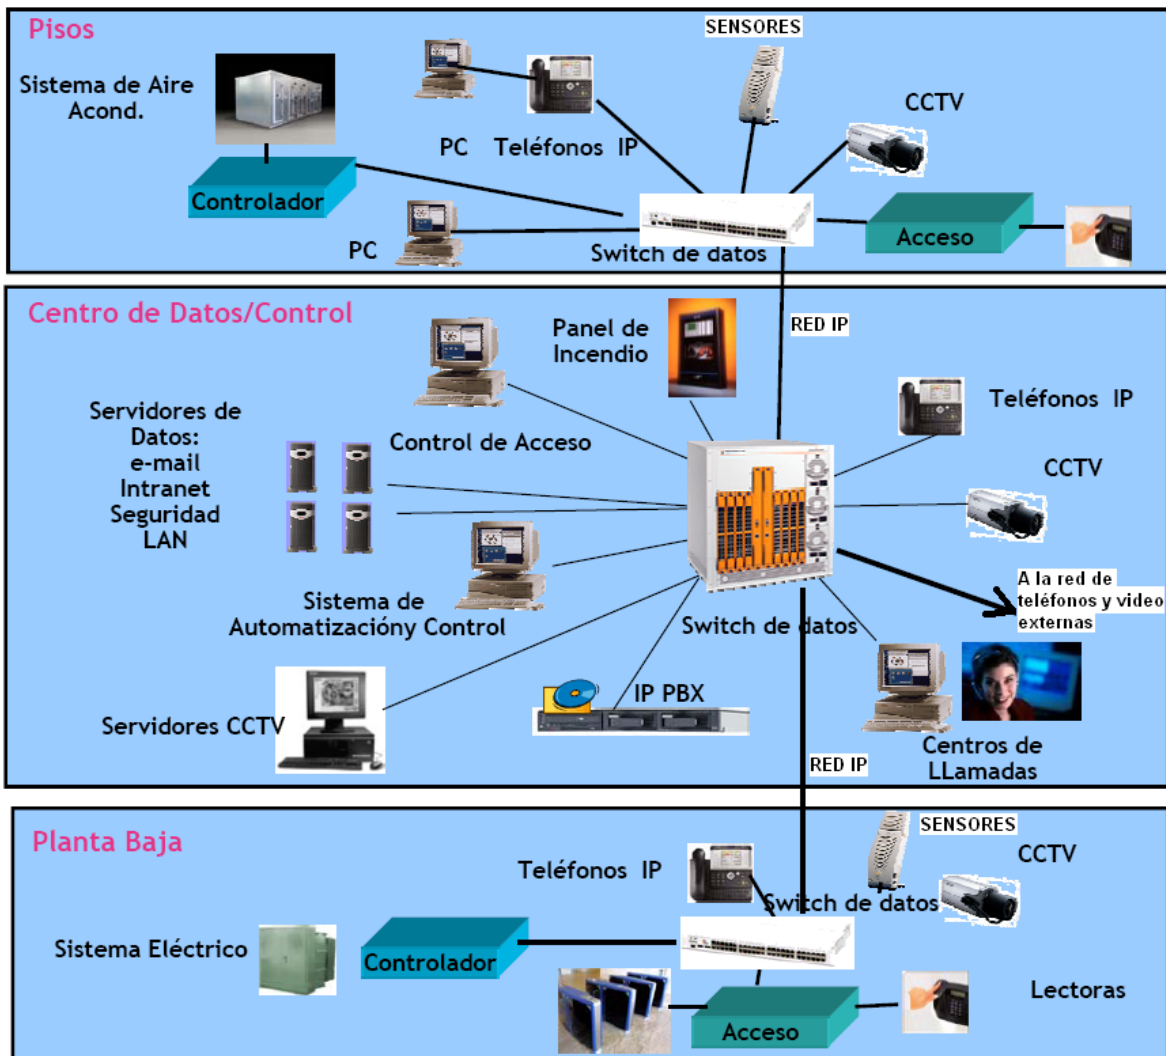 Pisos
SENSORES
Sistema de Aire
Acond.
CCTV
PC
Teléfonos IP
Controlador
Acceso
PC
Switch de datos
Centro de Datos/Control
RED IP
Panel de
Incendio
Teléfonos IP
Servidores de
Datos:
e-mail
Intranet
Seguridad
LAN
Control de Acceso
CCTV
A la red de
teléfonos y video
externas
Sistema de
Automatizacióny Control
Switch de datos
IP PBX
Servidores CCTV
Centros de
LLamadas
RED IP
Planta Baja
SENSORES
CCTV
Teléfonos IP
Switch de datos
Sistema Eléctrico
Controlador
Lectoras
Acceso